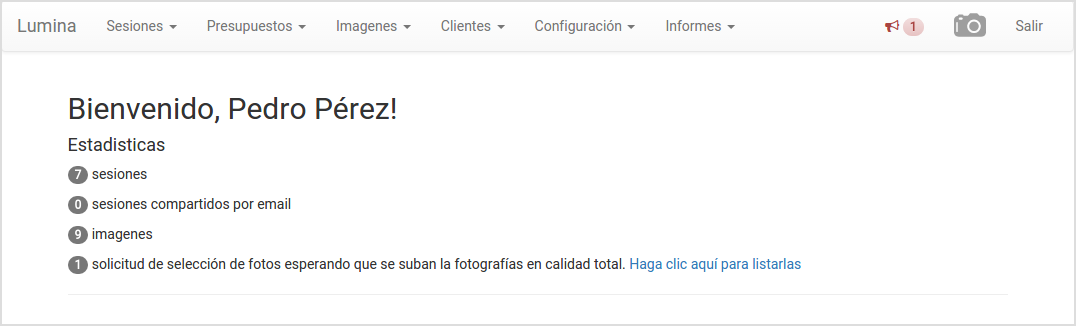 Lumina Sesiones Presupuestos Imagenes Clientes Configuración Informes 1 Salir
Bienvenido, Pedro Pérez!
Estadisticas
7 sesiones
0 sesiones compartidos por email
9 imagenes
1 solicitud de selección de fotos esperando que se suban la fotografías en calidad total. Haga clic aquí para listarlas